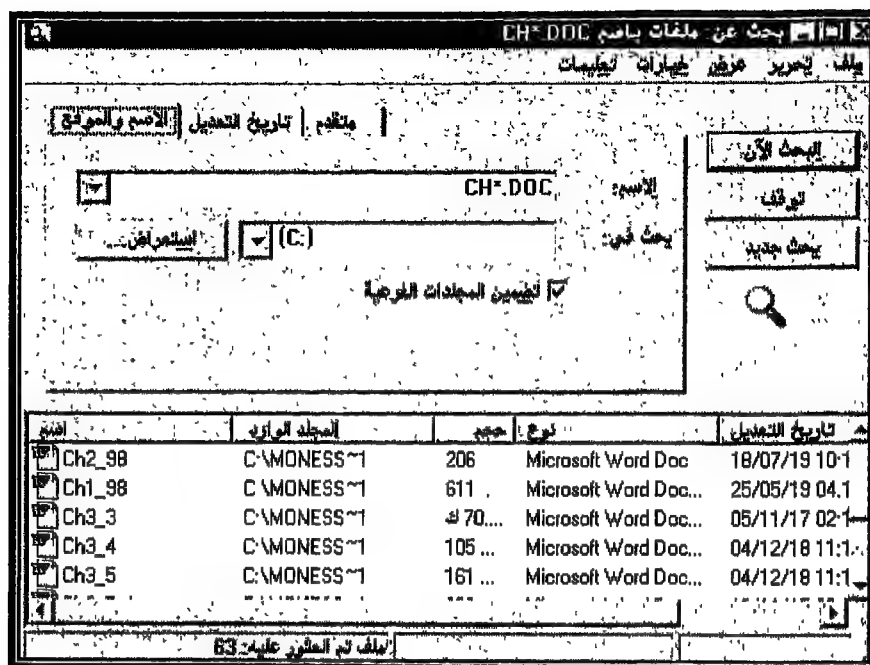 بحث عن: ملفات باسم CH*.DOC
ملف تحرير عرض خيارات تعليمات
الاسم والموقع تاريخ التعديل متقدم
الاسم: CH*.DOC
البحث الآن
توقف
بحث في: (C:) استعراض...
بحث جديد
تضمين المجلدات الفرعية
اسم المجلد الوارد حجم نوع تاريخ التعديل
Ch2_98 C:\MONESS~1 206 Microsoft Word Doc 18/07/19 10:1
Ch1_98 C:\MONESS~1 611 . Microsoft Word Doc... 25/05/19 04.1
Ch3_3 C:\MONESS~1 70 ك.... Microsoft Word Doc... 05/11/17 02:1
Ch3_4 C:\MONESS~1 105 ... Microsoft Word Doc... 04/12/18 11:1
Ch3_5 C:\MONESS~1 161 ... Microsoft Word Doc... 04/12/18 11:1
ملف تم العثور عليه: 63